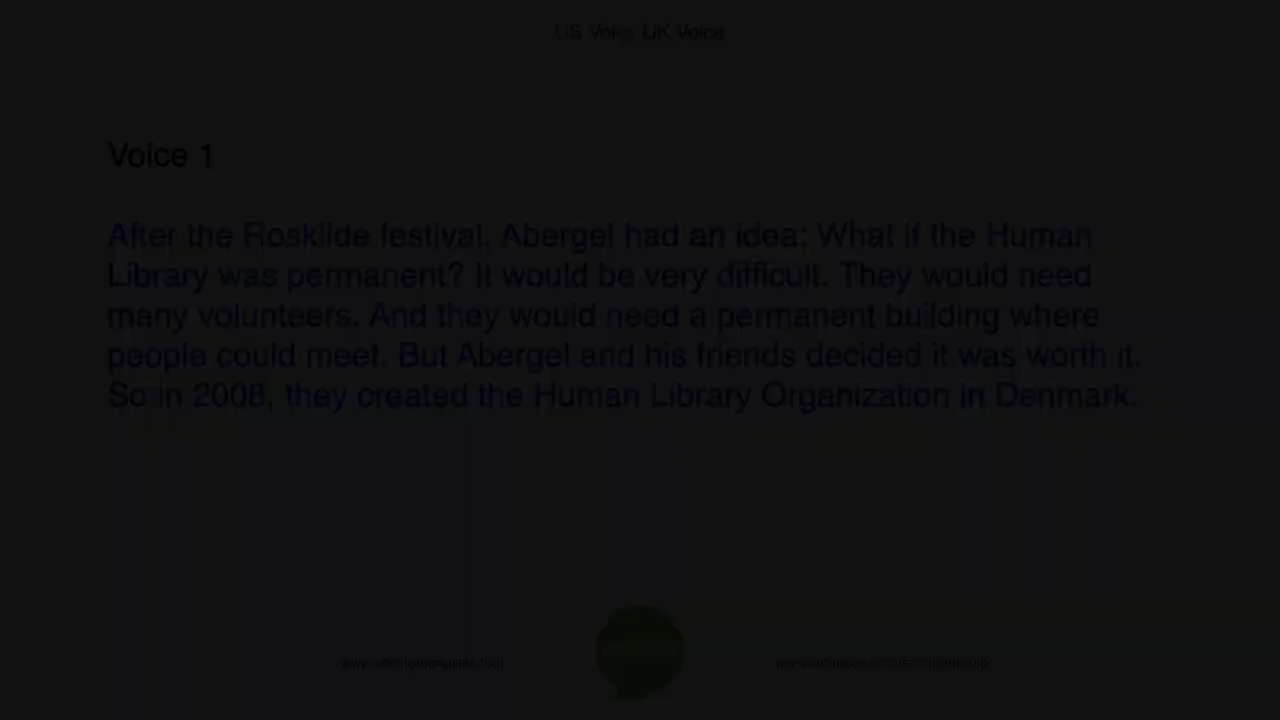 US Voice UK Voice
Voice 1
After the Roskilde festival, Abergel had an idea: What if the Human
Library was permanent? It would be very difficult. They would need
many volunteers. And they would need a permanent building where
people could meet. But Abergel and his friends decided it was worth it.
So in 2008, they created the Human Library Organization in Denmark.